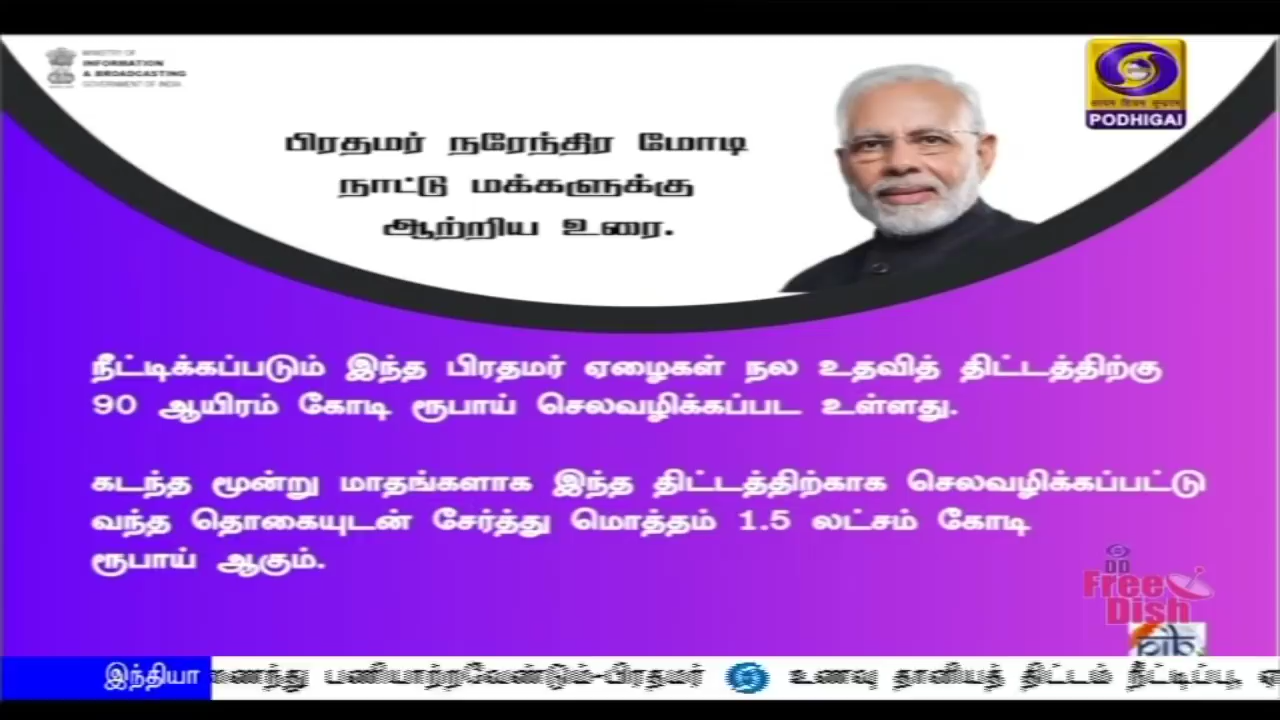 MINISTRY OF
INFORMATION
& BROADCASTING
GOVERNMENT OF INDIA
PODHIGAI
பிரதமர் நரேந்திர மோடி
நாட்டு மக்களுக்கு
ஆற்றிய உரை.
நீட்டிக்கப்படும் இந்த பிரதமர் ஏழைகள் நல உதவித் திட்டத்திற்கு
90 ஆயிரம் கோடி ரூபாய் செலவழிக்கப்பட உள்ளது.
கடந்த மூன்று மாதங்களாக இந்த திட்டத்திற்காக செலவழிக்கப்பட்டு
வந்த தொகையுடன் சேர்த்து மொத்தம் 1.5 லட்சம் கோடி
ரூபாய் ஆகும்.
DD
Free
Dish
pib
இந்தியா ணைந்து பணியாற்றவேண்டும்-பிரதமர் உணவு தானியத் திட்டம் நீட்டிப்பு,